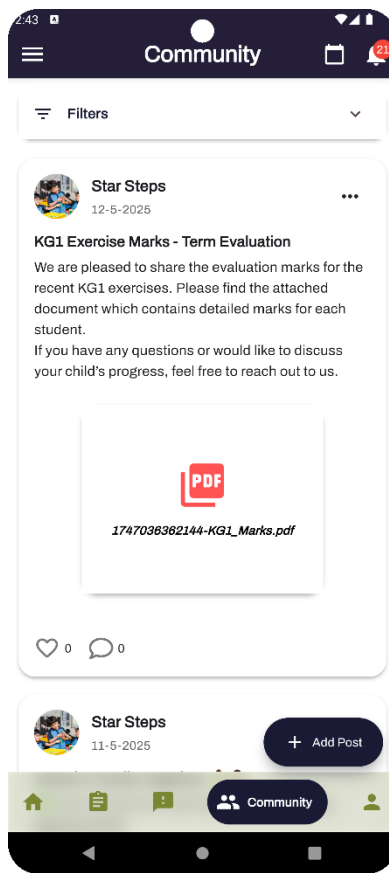 2:43
Community
21
Filters
Star Steps
12-5-2025
KG1 Exercise Marks - Term Evaluation
We are pleased to share the evaluation marks for the
recent KG1 exercises. Please find the attached
document which contains detailed marks for each
student.
If you have any questions or would like to discuss
your child's progress, feel free to reach out to us.
PDF
1747036362144-KG1_Marks.pdf
0
0
Star Steps
11-5-2025
+ Add Post
Community